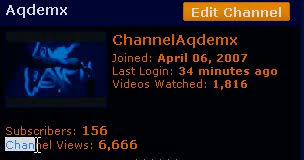 Aqdemx
Edit Channel
ChannelAqdemx
Joined: April 06, 2007
Last Login: 34 minutes ago
Videos Watched: 1,816
Subscribers: 156
Channel Views: 6,666